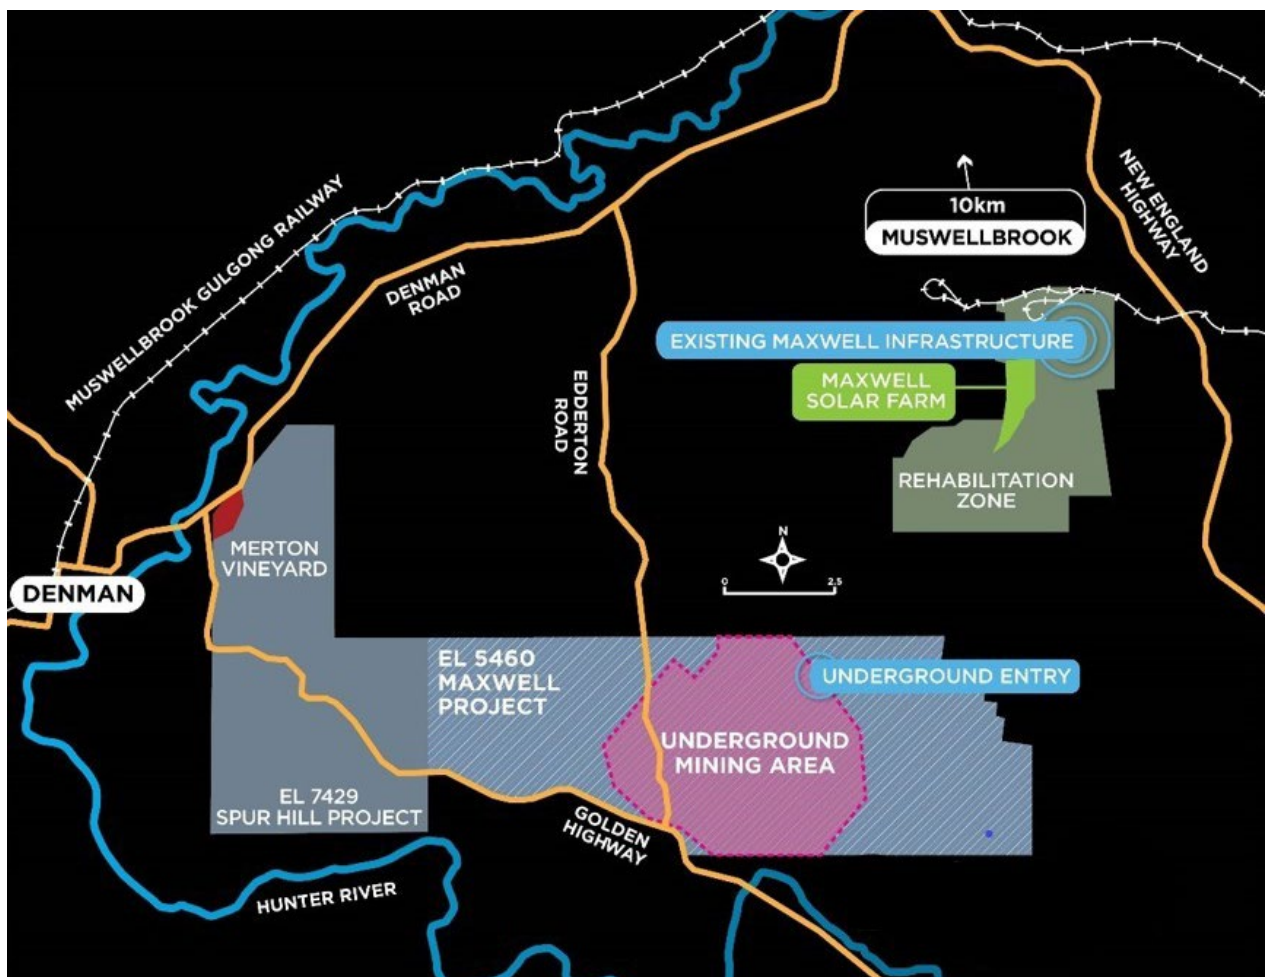 MUSWELLBROOK GULGONG RAILWAY
DENMAN
ROAD
NEW ENGLAND
HIGHWAY
10km
MUSWELLBROOK
EXISTING MAXWELL INFRASTRUCTURE
MAXWELL
SOLAR FARM
EDDERTON
ROAD
REHABILITATION
ZONE
MERTON
VINEYARD
DENMAN
N
0 2.5
EL 5460
MAXWELL
PROJECT
UNDERGROUND ENTRY
UNDERGROUND
MINING AREA
EL 7429
SPUR HILL PROJECT
GOLDEN
HIGHWAY
HUNTER RIVER